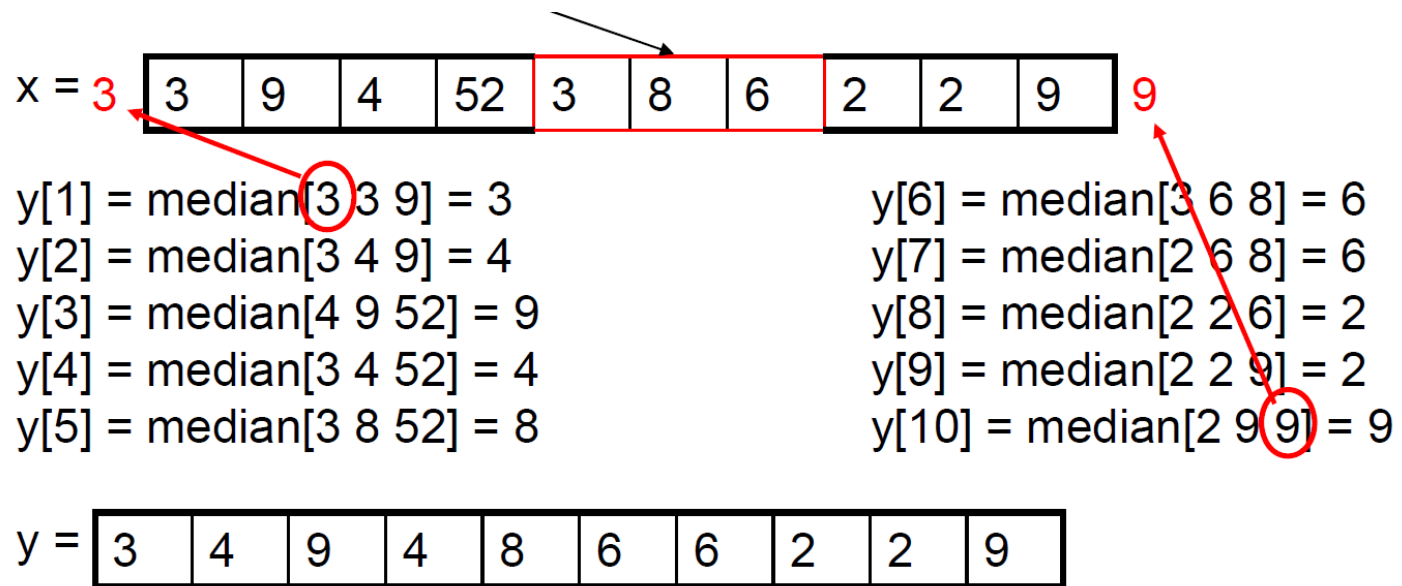 x = 3 3 9 4 52 3 8 6 2 2 9 9
y[1] = median[3 3 9] = 3
y[2] = median[3 4 9] = 4
y[3] = median[4 9 52] = 9
y[4] = median[3 4 52] = 4
y[5] = median[3 8 52] = 8
y[6] = median[3 6 8] = 6
y[7] = median[2 6 8] = 6
y[8] = median[2 2 6] = 2
y[9] = median[2 2 9] = 2
y[10] = median[2 9 9] = 9
y = 3 4 9 4 8 6 6 2 2 9